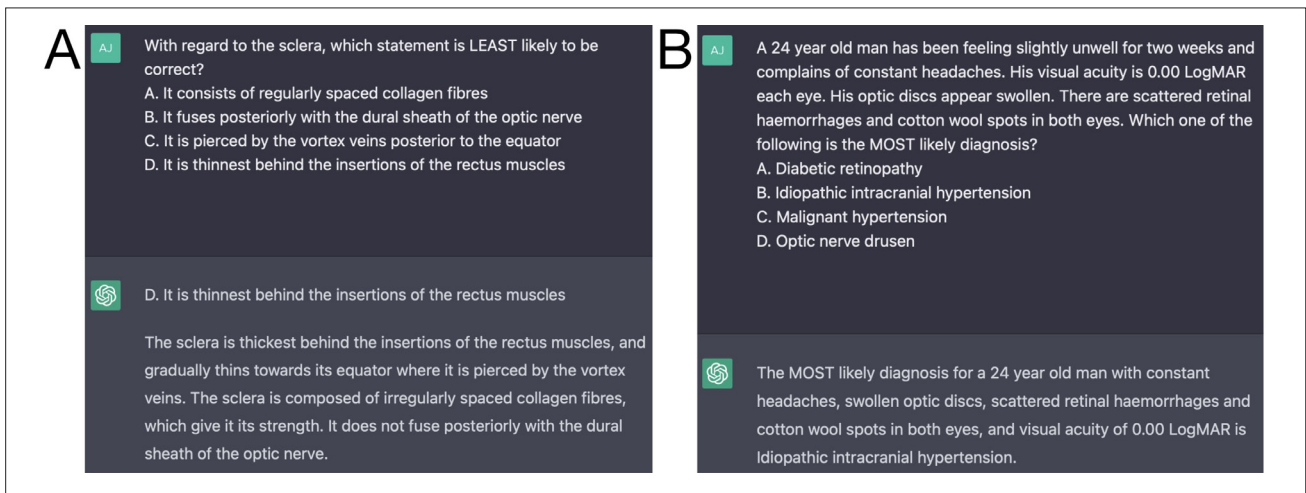 A
AJ
With regard to the sclera, which statement is LEAST likely to be
correct?
A. It consists of regularly spaced collagen fibres
B. It fuses posteriorly with the dural sheath of the optic nerve
C. It is pierced by the vortex veins posterior to the equator
D. It is thinnest behind the insertions of the rectus muscles
D. It is thinnest behind the insertions of the rectus muscles
The sclera is thickest behind the insertions of the rectus muscles, and
gradually thins towards its equator where it is pierced by the vortex
veins. The sclera is composed of irregularly spaced collagen fibres,
which give it its strength. It does not fuse posteriorly with the dural
sheath of the optic nerve.
B
AJ
A 24 year old man has been feeling slightly unwell for two weeks and
complains of constant headaches. His visual acuity is 0.00 LogMAR
each eye. His optic discs appear swollen. There are scattered retinal
haemorrhages and cotton wool spots in both eyes. Which one of the
following is the MOST likely diagnosis?
A. Diabetic retinopathy
B. Idiopathic intracranial hypertension
C. Malignant hypertension
D. Optic nerve drusen
The MOST likely diagnosis for a 24 year old man with constant
headaches, swollen optic discs, scattered retinal haemorrhages and
cotton wool spots in both eyes, and visual acuity of 0.00 LogMAR is
Idiopathic intracranial hypertension.